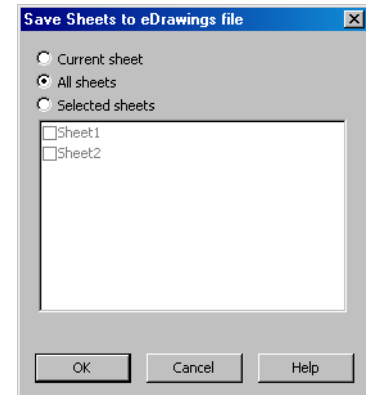 Save Sheets to eDrawings file
Current sheet
All sheets
Selected sheets
Sheet1
Sheet2
OK Cancel Help